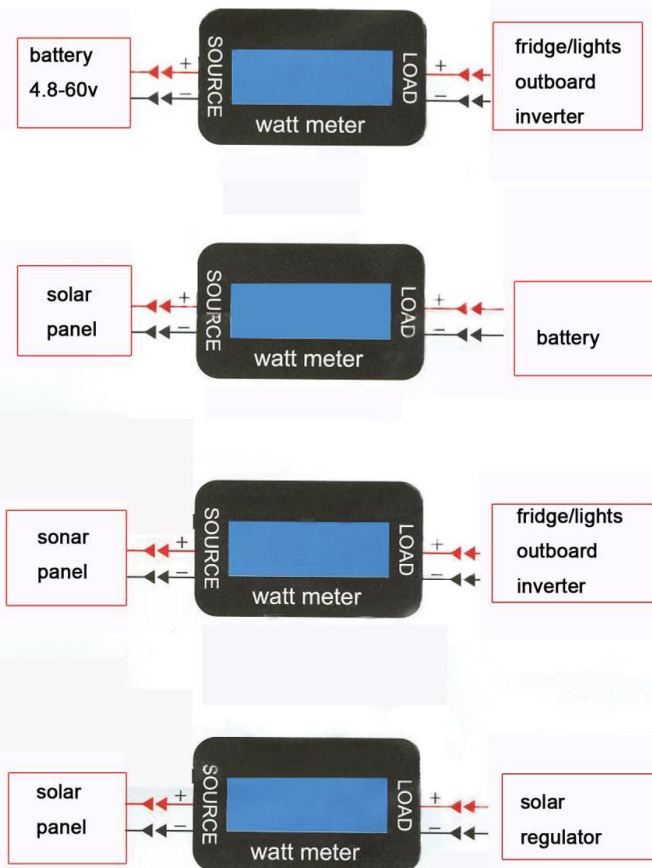 battery
4.8-60v
+
−
SOURCE
watt meter
LOAD
+
−
fridge/lights
outboard
inverter
solar
panel
+
−
SOURCE
watt meter
LOAD
+
−
battery
sonar
panel
+
−
SOURCE
watt meter
LOAD
+
−
fridge/lights
outboard
inverter
solar
panel
+
−
SOURCE
watt meter
LOAD
+
−
solar
regulator